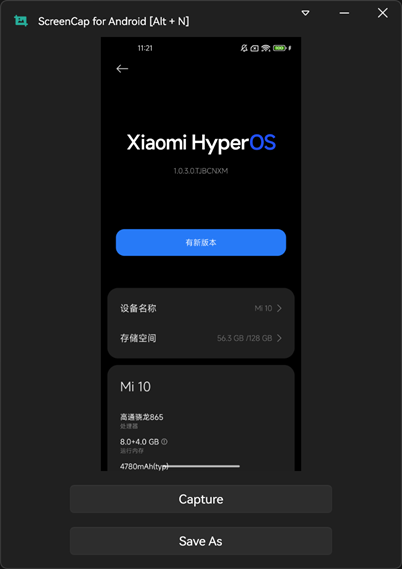 ScreenCap for Android [Alt + N]
11:21
Xiaomi HyperOS
1.0.3.0.TJBCNXM
有新版本
设备名称 Mi 10
存储空间 56.3 GB /128 GB
Mi 10
高通骁龙865
处理器
8.0+4.0 GB
运行内存
4780mAh(typ)
Capture
Save As